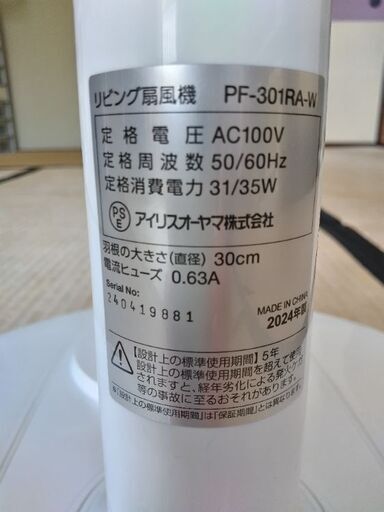 リビング扇風機 PF-301RA-W
定格電圧 AC100V
定格周波数 50/60Hz
定格消費電力 31/35W
PSE アイリスオーヤマ株式会社
羽根の大きさ(直径) 30cm
電流ヒューズ 0.63A
Serial No:
240419881
MADE IN CHINA
2024年製
【設計上の標準使用期間】5年
設計上の標準使用期間を超えて使用
されますと、経年劣化による発火・ケガ
等の事故に至るおそれがあります。
「設計上の標準使用期間」は「保証期間」とは異なります。